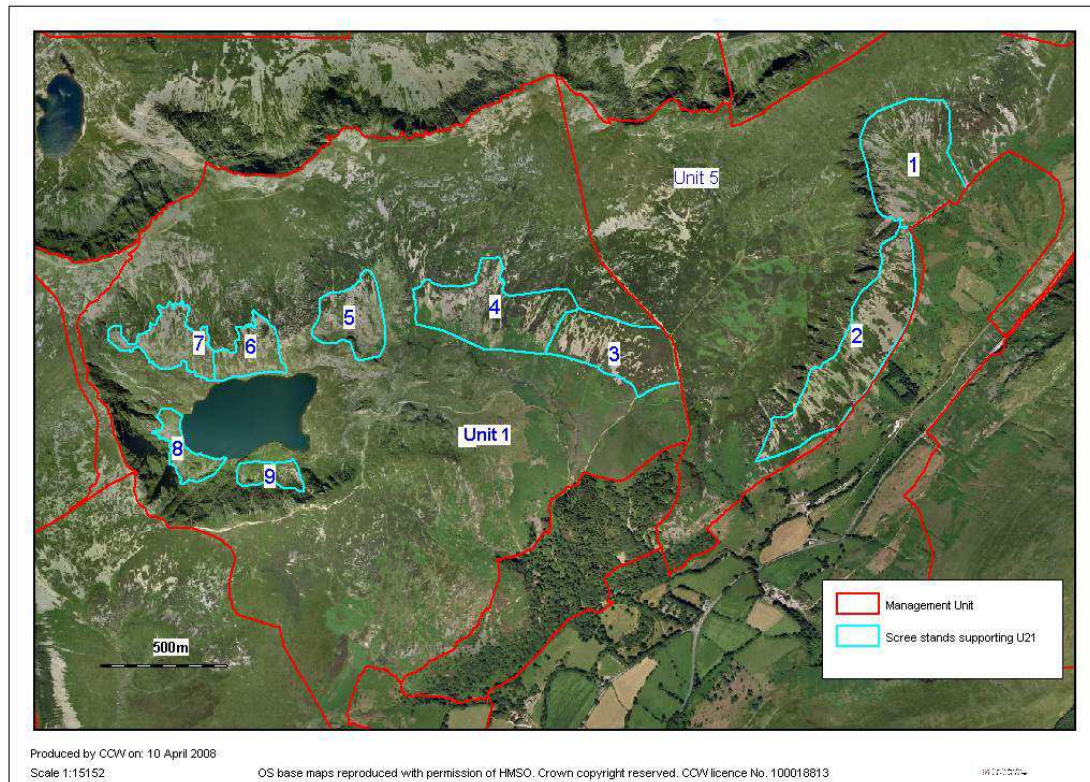 Unit 5
1
2
3
4
5
6
7
8
9
Unit 1
500m
Management Unit
Scree stands supporting U21
Produced by CCW on: 10 April 2008
Scale 1:15152
OS base maps reproduced with permission of HMSO. Crown copyright reserved. CCW licence No. 100018813